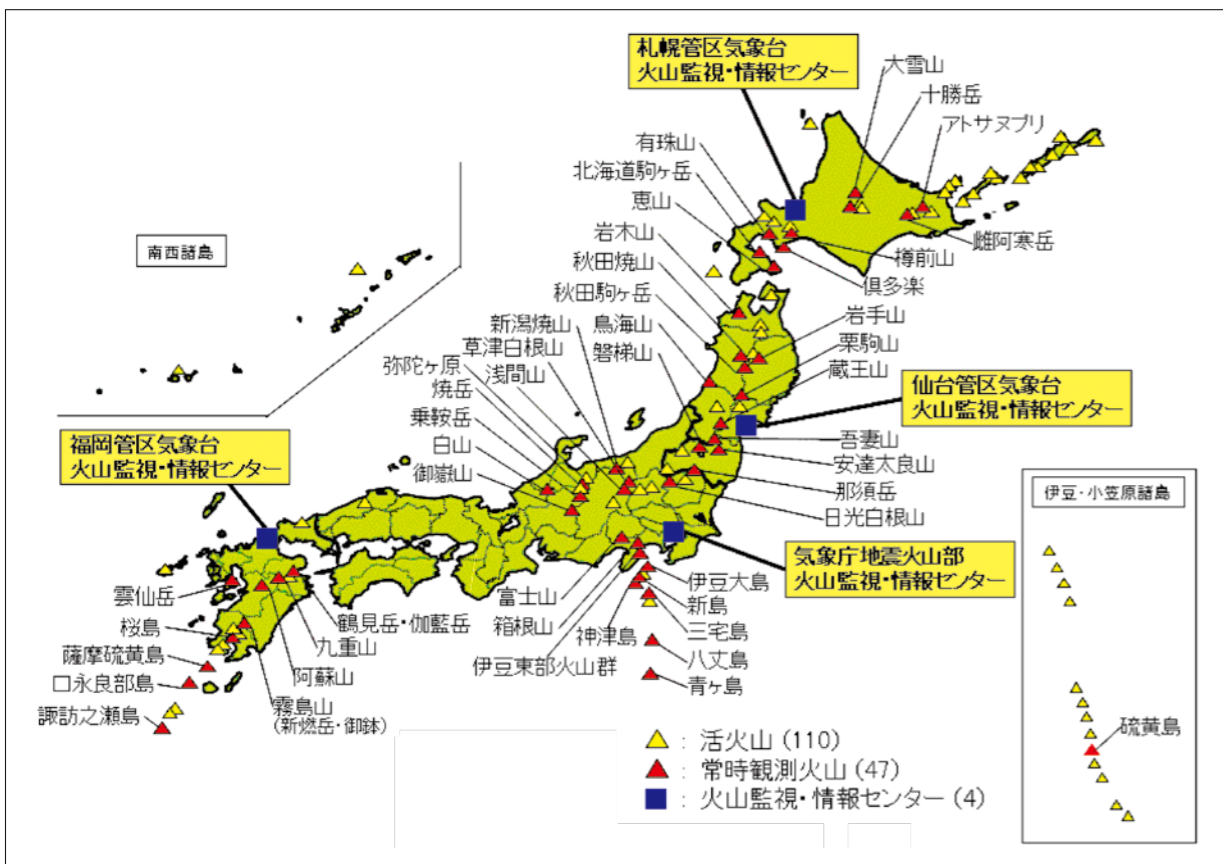 札幌管区気象台
火山監視・情報センター
大雪山
十勝岳
アトサヌプリ
有珠山
北海道駒ヶ岳
恵山
岩木山
秋田焼山
秋田駒ヶ岳
雌阿寒岳
樽前山
倶多楽
南西諸島
新潟焼山
鳥海山
岩手山
草津白根山
磐梯山
栗駒山
弥陀ヶ原
浅間山
蔵王山
焼岳
乗鞍岳
白山
御嶽山
仙台管区気象台
火山監視・情報センター
福岡管区気象台
火山監視・情報センター
吾妻山
安達太良山
那須岳
日光白根山
伊豆・小笠原諸島
気象庁地震火山部
火山監視・情報センター
雲仙岳
桜島
薩摩硫黄島
口永良部島
諏訪之瀬島
鶴見岳・伽藍岳
九重山
阿蘇山
霧島山
(新燃岳・御鉢)
富士山
箱根山
伊豆東部火山群
伊豆大島
新島
神津島
三宅島
八丈島
青ヶ島
硫黄島
: 活火山 (110)
: 常時観測火山 (47)
: 火山監視・情報センター (4)